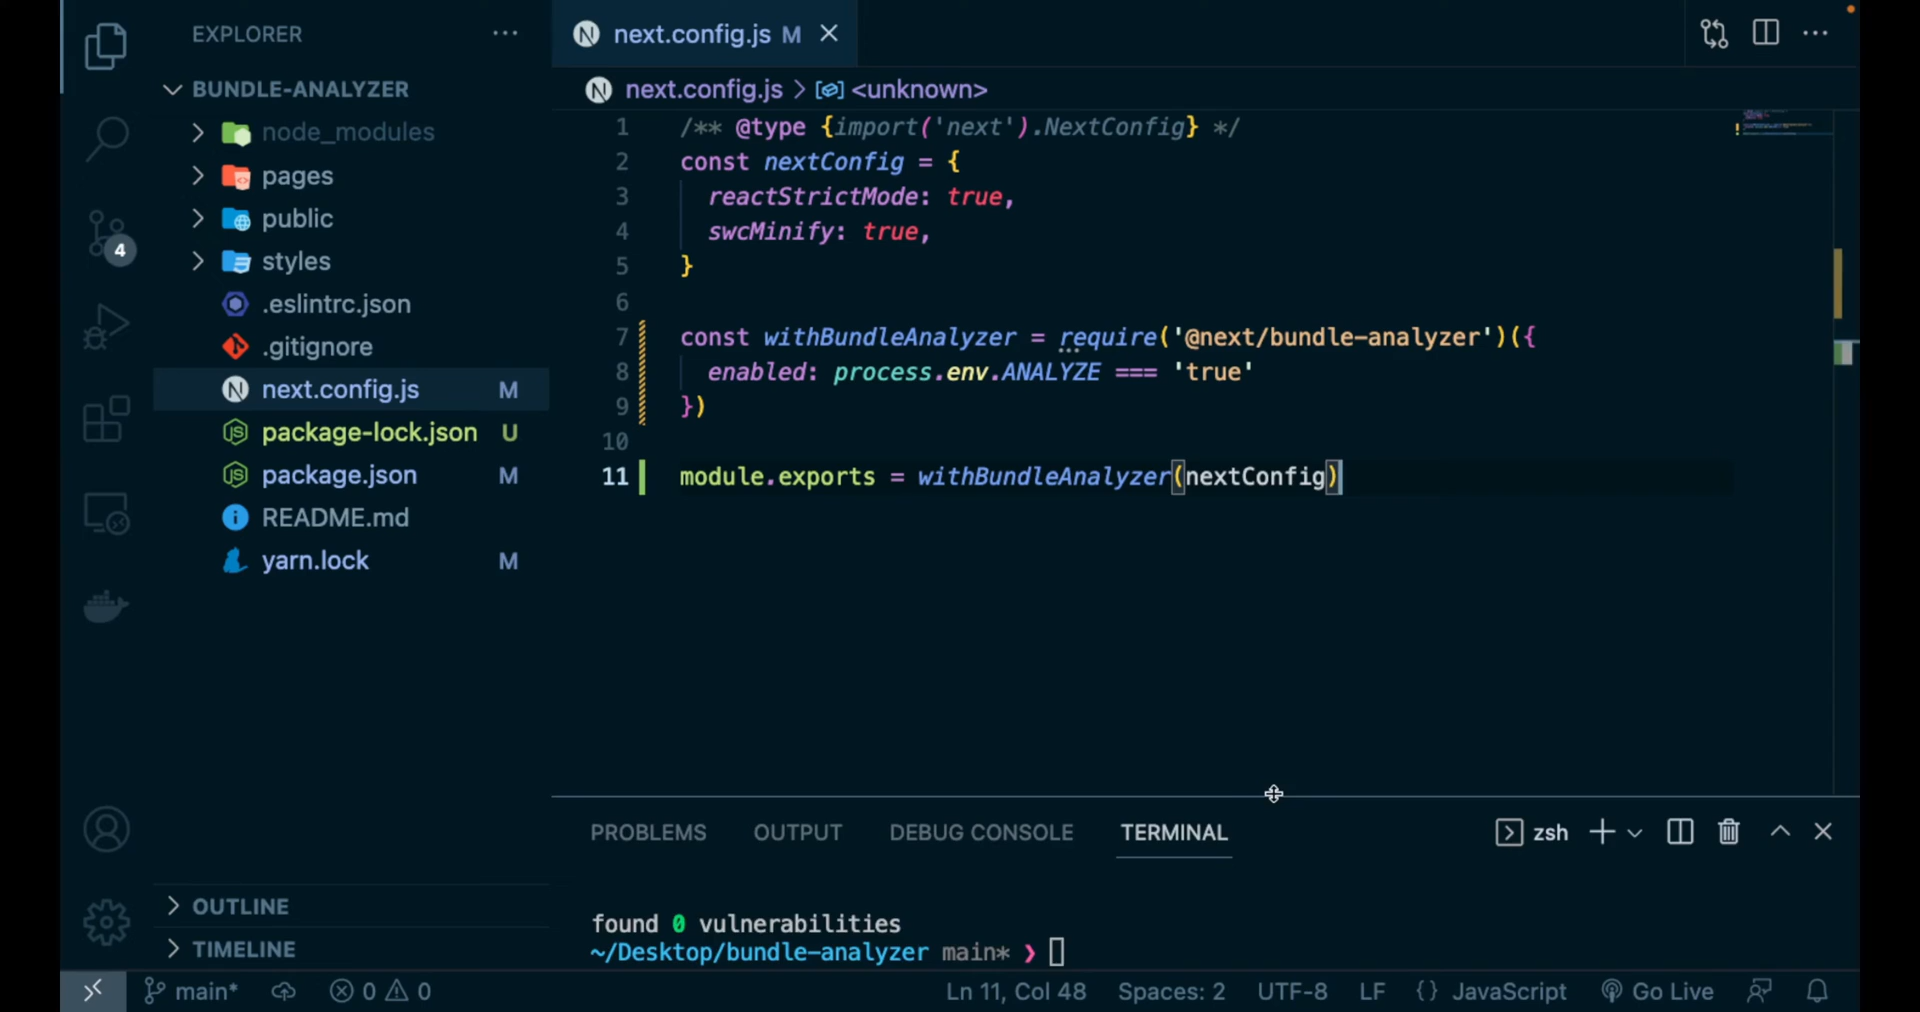 EXPLORER
BUNDLE-ANALYZER
node_modules
pages
public
styles
.eslintrc.json
.gitignore
next.config.js M
package-lock.json U
package.json M
README.md
yarn.lock M
4
OUTLINE
TIMELINE
next.config.js M
next.config.js > <unknown>
1 /** @type {import('next').NextConfig} */
2 const nextConfig = {
3 reactStrictMode: true,
4 swcMinify: true,
5 }
6
7 const withBundleAnalyzer = require('@next/bundle-analyzer')({
8 enabled: process.env.ANALYZE === 'true'
9 })
10
11 module.exports = withBundleAnalyzer(nextConfig)
PROBLEMS OUTPUT DEBUG CONSOLE TERMINAL zsh
found 0 vulnerabilities
~/Desktop/bundle-analyzer main* ❯
main* 0 0 Ln 11, Col 48 Spaces: 2 UTF-8 LF {} JavaScript Go Live